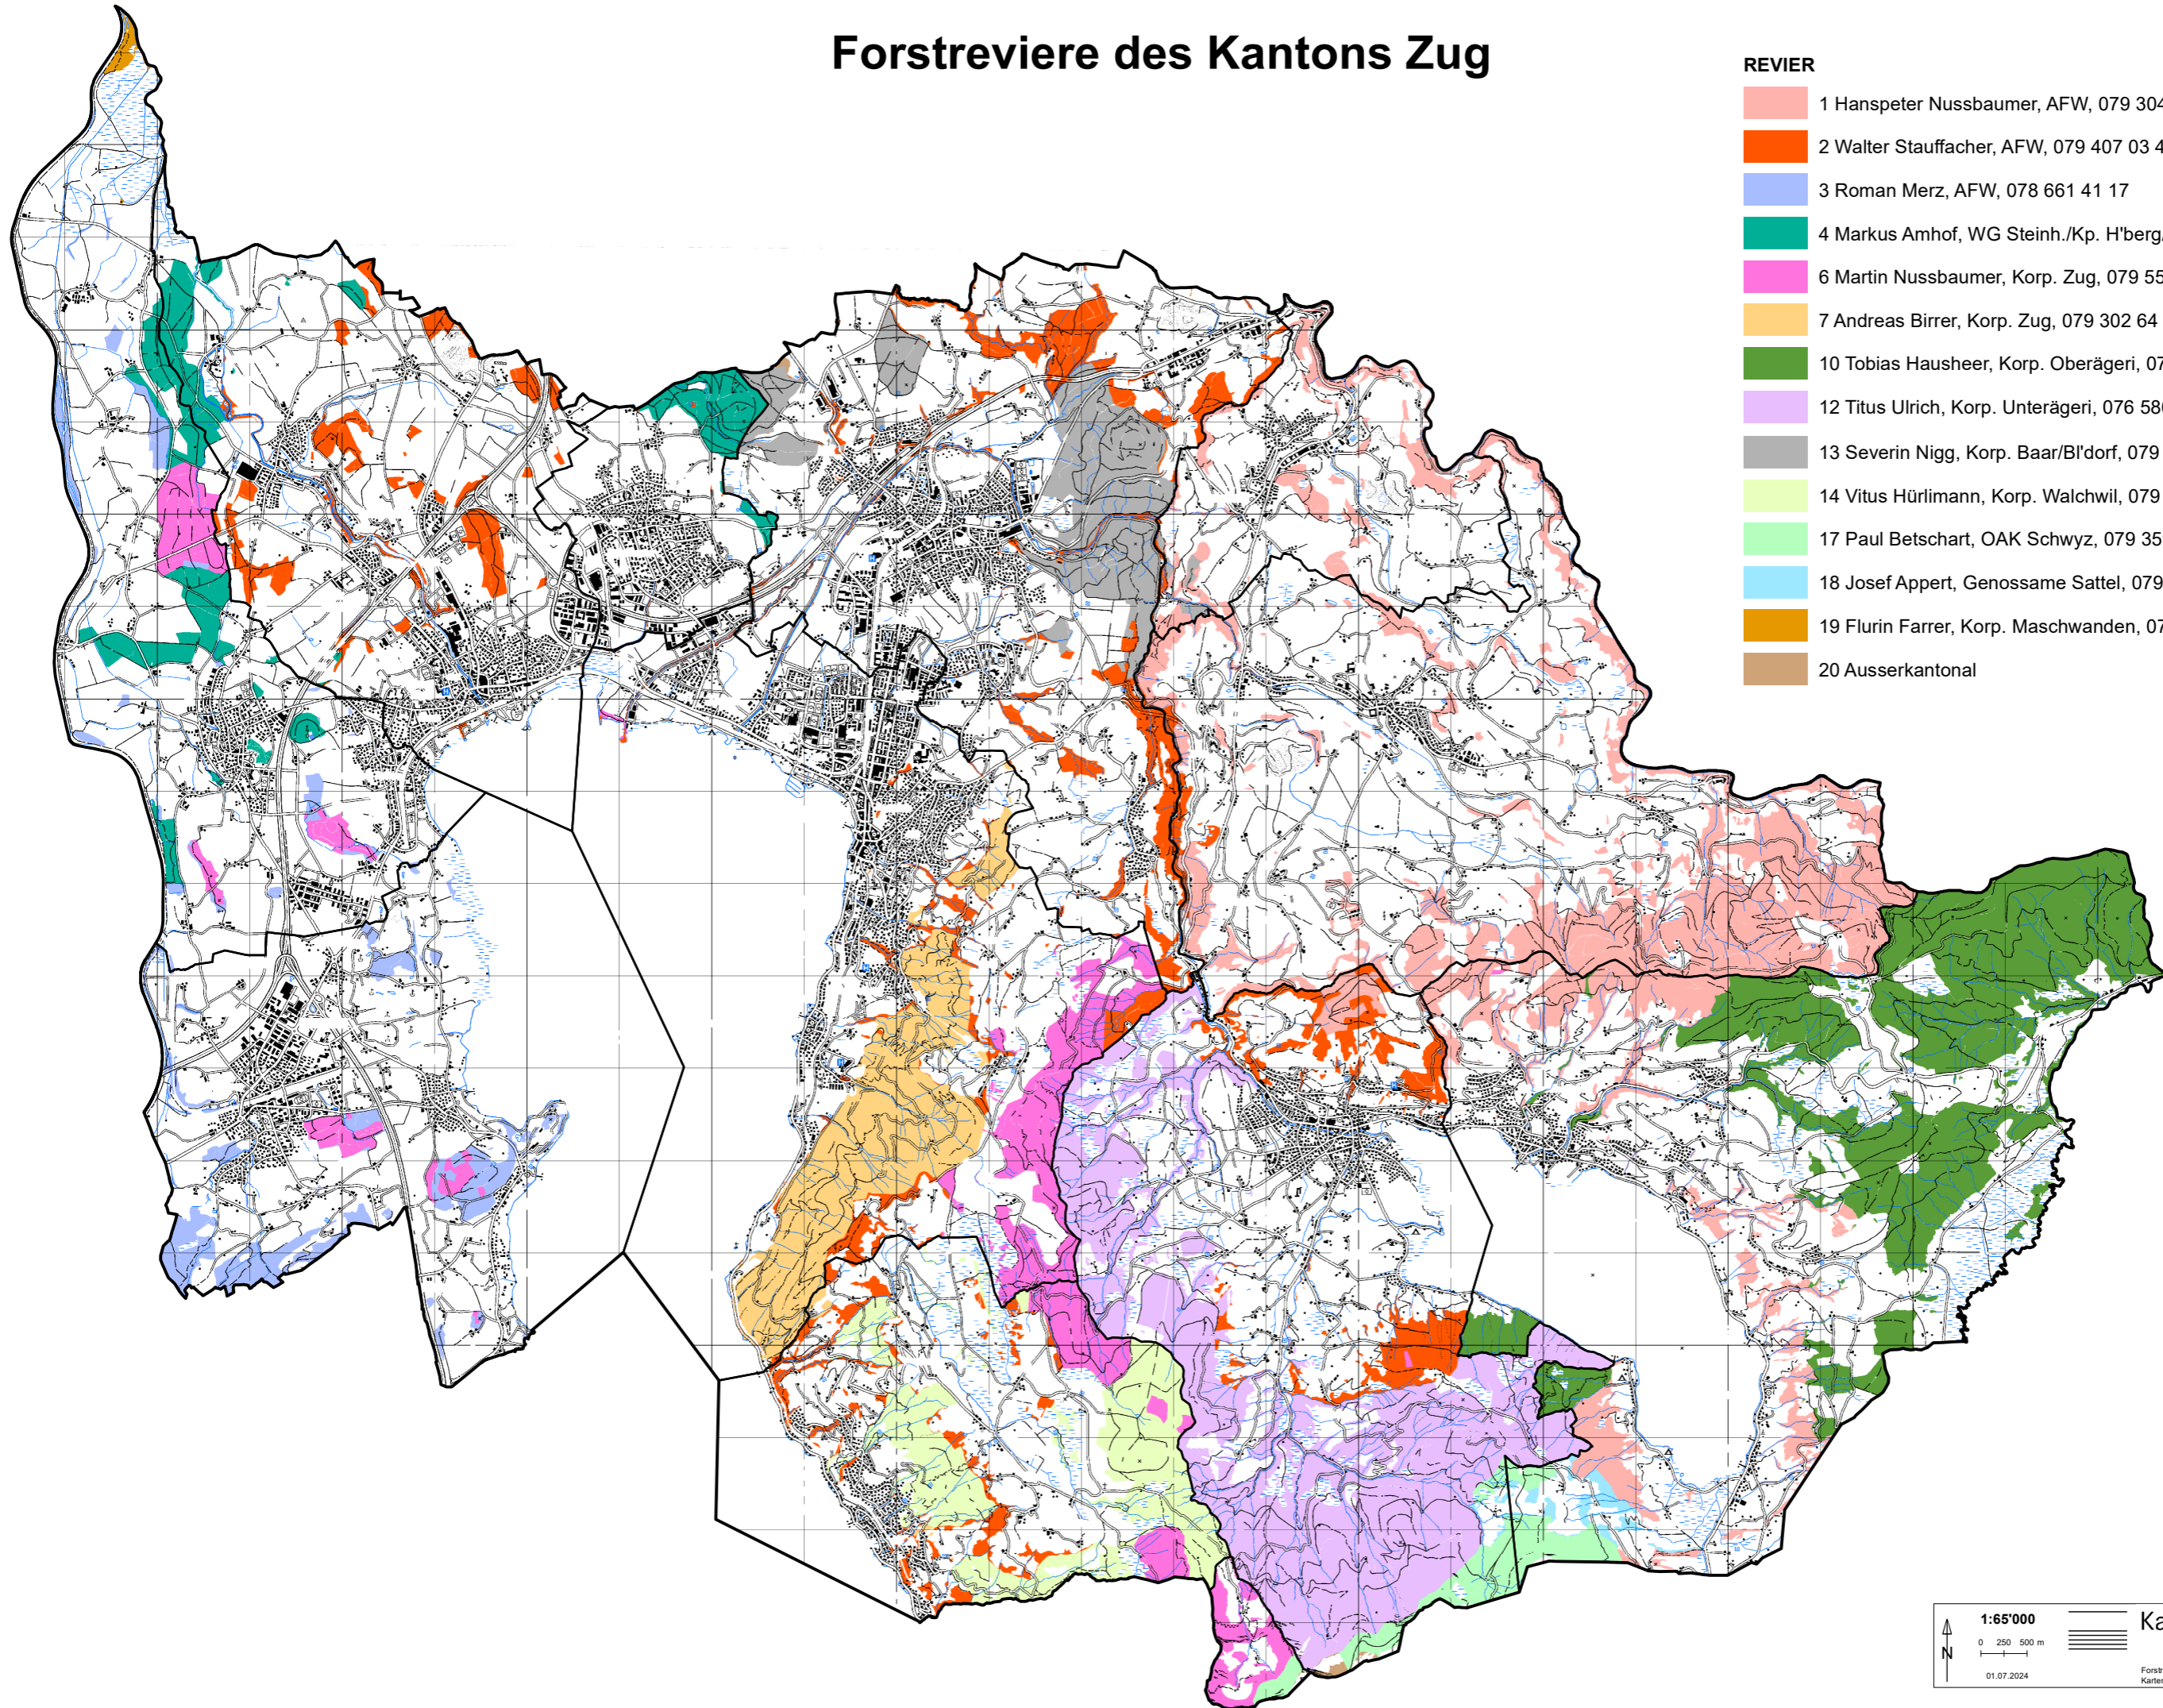 Forstreviere des Kantons Zug
REVIER
1 Hanspeter Nussbaumer, AFW, 079 304
2 Walter Stauffacher, AFW, 079 407 03 4
3 Roman Merz, AFW, 078 661 41 17
4 Markus Amhof, WG Steinh./Kp. H'berg/
6 Martin Nussbaumer, Korp. Zug, 079 55
7 Andreas Birrer, Korp. Zug, 079 302 64
10 Tobias Hausheer, Korp. Oberägeri, 07
12 Titus Ulrich, Korp. Unterägeri, 076 580
13 Severin Nigg, Korp. Baar/Bl'dorf, 079
14 Vitus Hürlimann, Korp. Walchwil, 079
17 Paul Betschart, OAK Schwyz, 079 35
18 Josef Appert, Genossame Sattel, 079
19 Flurin Farrer, Korp. Maschwanden, 07
20 Ausserkantonal
1:65'000
0 250 500 m
N
01.07.2024
Ka
Forstr
Karten